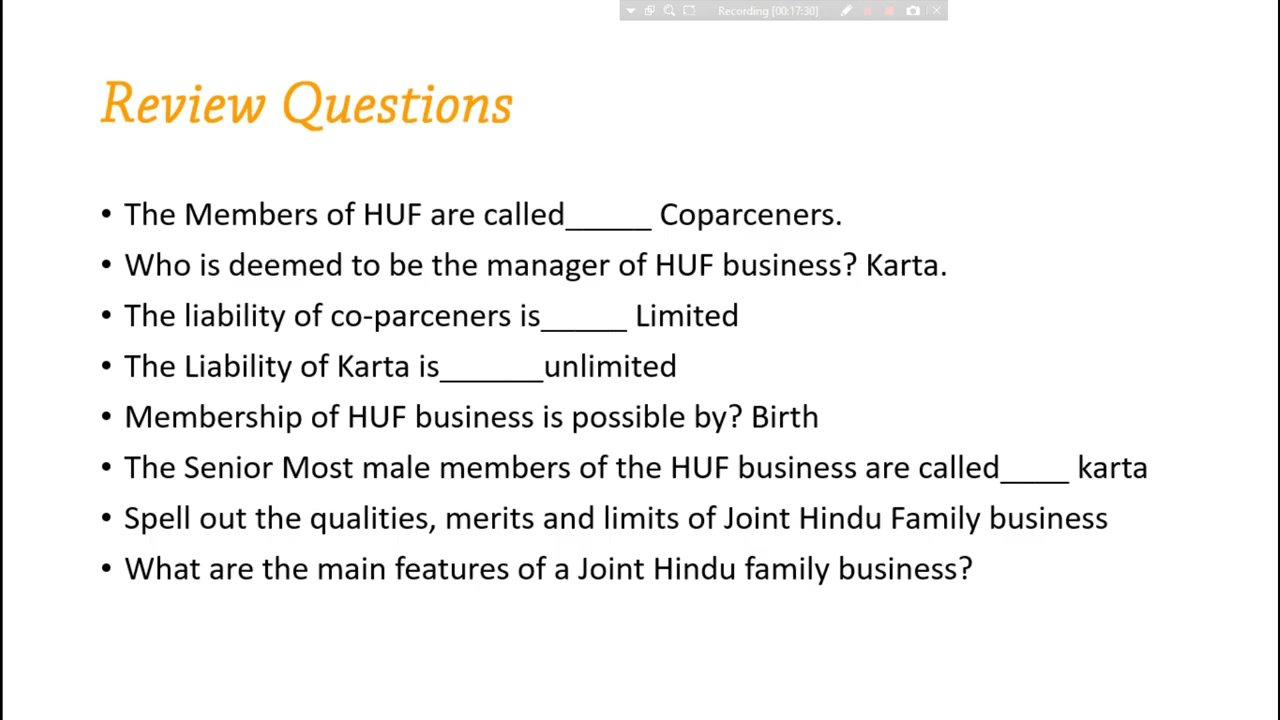 Recording [00:17:30]
Review Questions
• The Members of HUF are called_____ Coparceners.
• Who is deemed to be the manager of HUF business? Karta.
• The liability of co-parceners is_____ Limited
• The Liability of Karta is______unlimited
• Membership of HUF business is possible by? Birth
• The Senior Most male members of the HUF business are called____ karta
• Spell out the qualities, merits and limits of Joint Hindu Family business
• What are the main features of a Joint Hindu family business?